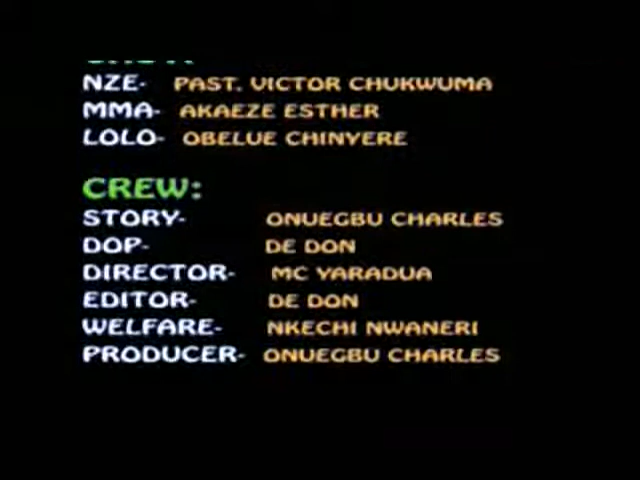 NZE- PAST. VICTOR CHUKWUMA
MMA- AKAEZE ESTHER
LOLO- OBELUE CHINYERE
CREW:
STORY- ONUEGBU CHARLES
DOP- DE DON
DIRECTOR- MC YARADUA
EDITOR- DE DON
WELFARE- NKECHI NWANERI
PRODUCER- ONUEGBU CHARLES